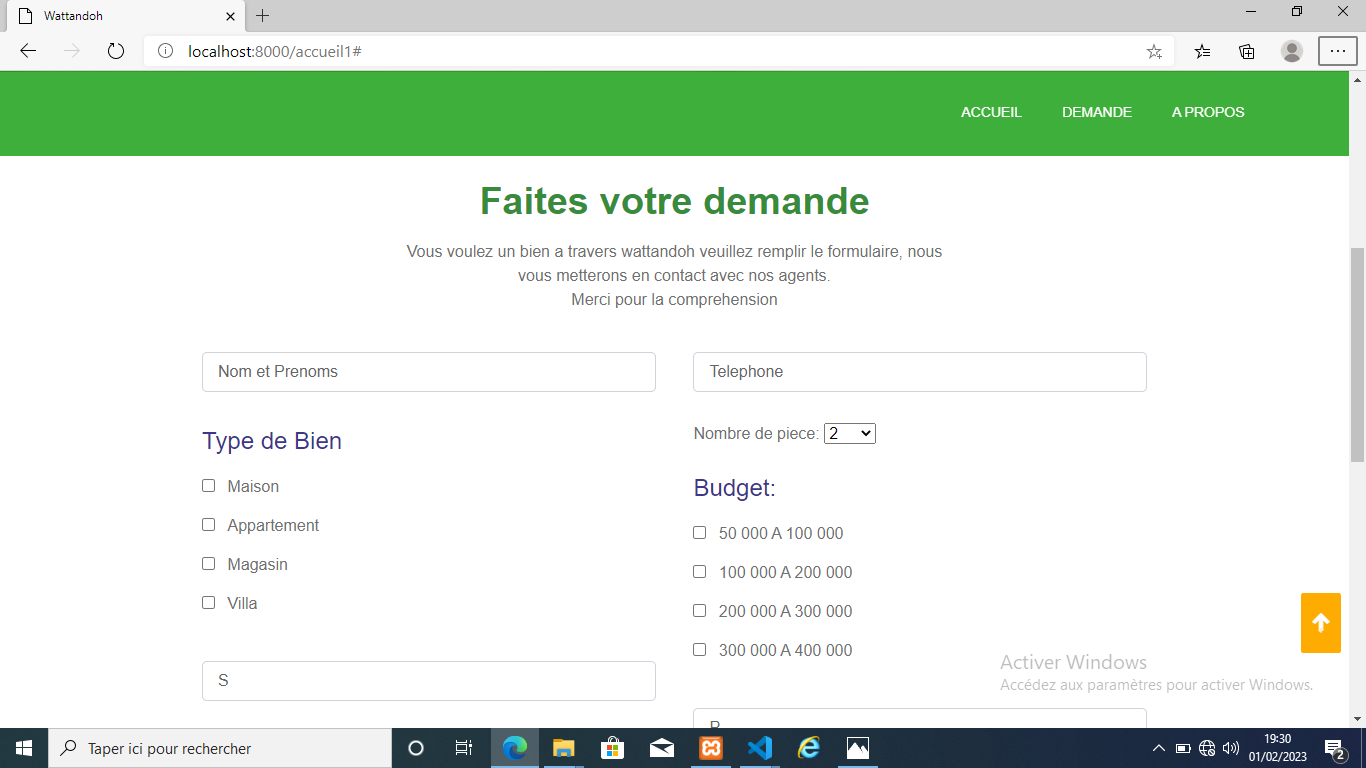 Wattandoh
localhost:8000/accueil1#
ACCUEIL DEMANDE A PROPOS
Faites votre demande
Vous voulez un bien a travers wattandoh veuillez remplir le formulaire, nous
vous metterons en contact avec nos agents.
Merci pour la comprehension
Nom et Prenoms
Telephone
Type de Bien
Maison
Appartement
Magasin
Villa
S
Nombre de piece: 2
Budget:
50 000 A 100 000
100 000 A 200 000
200 000 A 300 000
300 000 A 400 000
Activer Windows
Accédez aux paramètres pour activer Windows.
Taper ici pour rechercher
19:30
01/02/2023
2